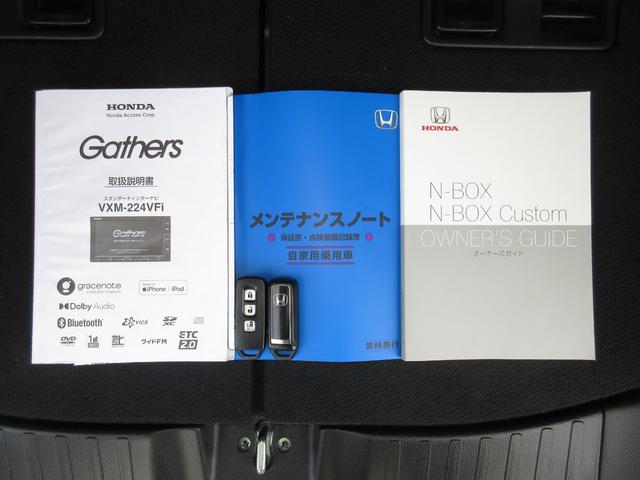 HONDA
Honda Access Corp.
Gathers
取扱説明書
スタンダードインターナビ
VXM-224VFi
Gathers
gracenote
iPhone iPod
Dolby Audio
Bluetooth VICS SD XC
DVD 1seg ワイドFM ETC 2.0
メンテナンスノート
保証書・点検整備記録簿
自家用乗用車
常時携行
HONDA
N-BOX
N-BOX Custom
OWNER'S GUIDE
オーナーズガイド